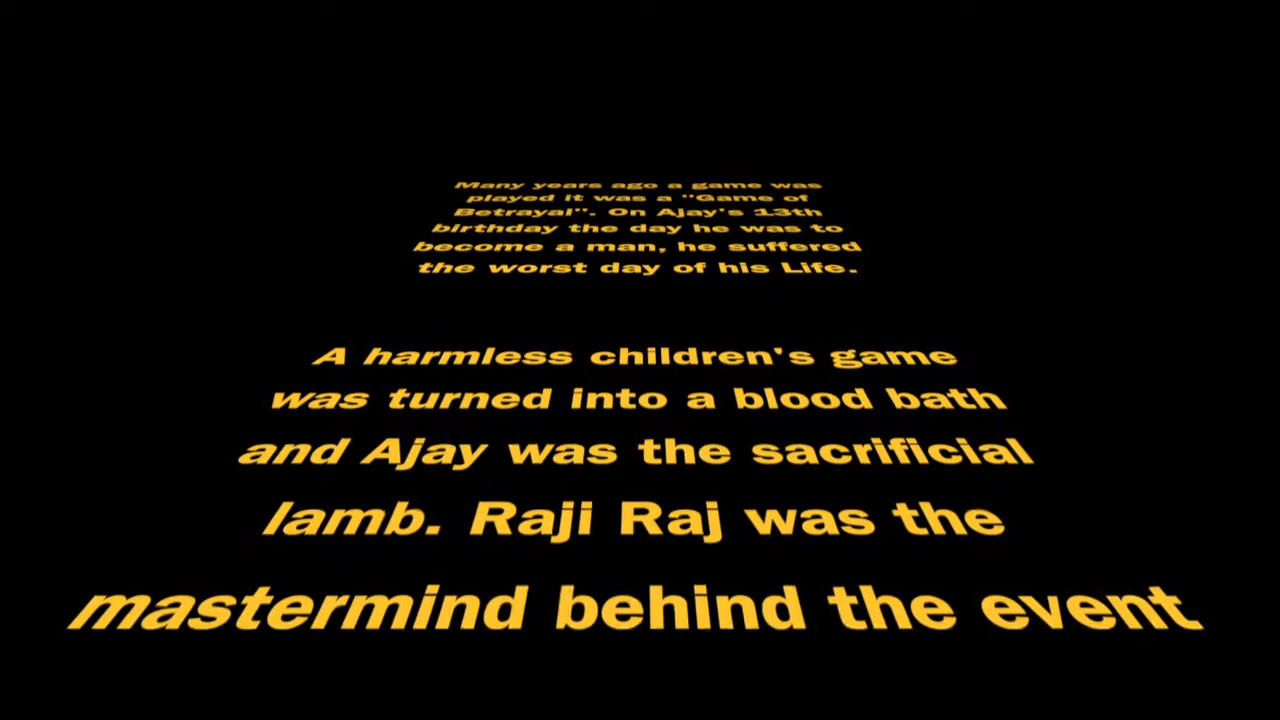 Many years ago a game was
played it was a "Game of
Betrayal". On Ajay's 13th
birthday the day he was to
become a man, he suffered
the worst day of his Life.
A harmless children's game
was turned into a blood bath
and Ajay was the sacrificial
lamb. Raji Raj was the
mastermind behind the event